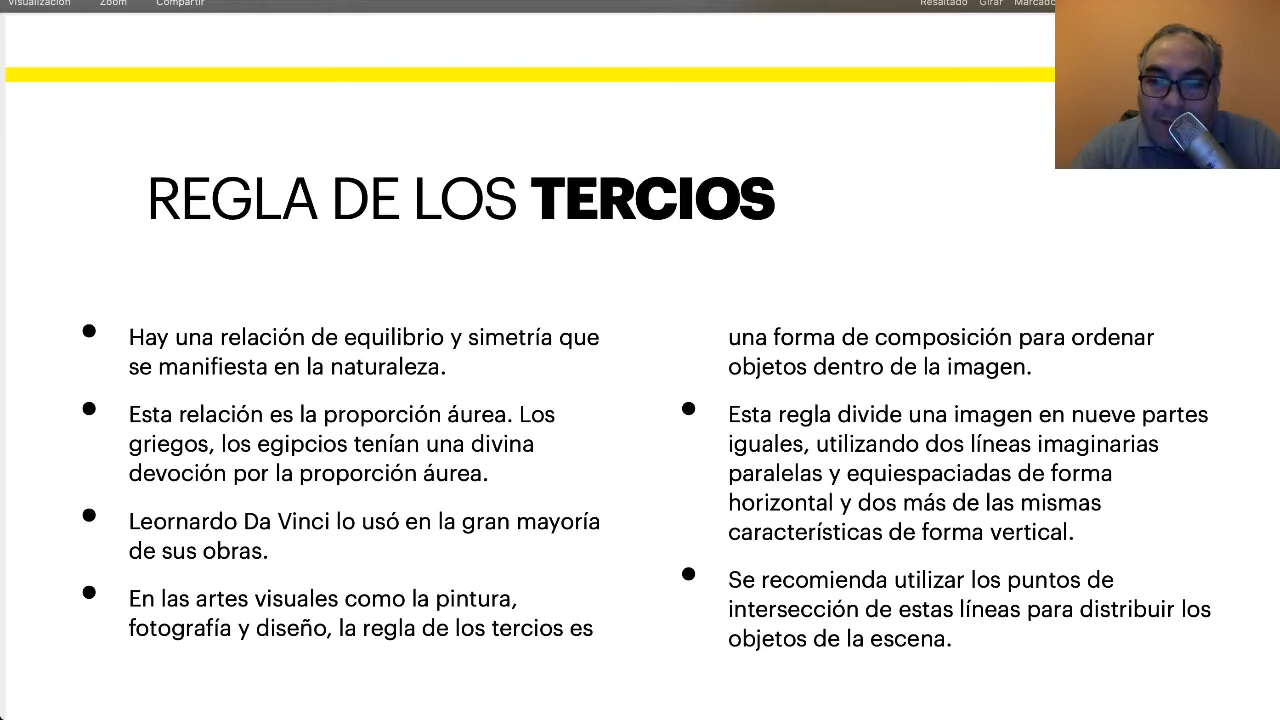 Visualización Zoom Compartir Resaltado Girar
REGLA DE LOS TERCIOS
• Hay una relación de equilibrio y simetría que
se manifiesta en la naturaleza.
• Esta relación es la proporción áurea. Los
griegos, los egipcios tenían una divina
devoción por la proporción áurea.
• Leornardo Da Vinci lo usó en la gran mayoría
de sus obras.
• En las artes visuales como la pintura,
fotografía y diseño, la regla de los tercios es
una forma de composición para ordenar
objetos dentro de la imagen.
• Esta regla divide una imagen en nueve partes
iguales, utilizando dos líneas imaginarias
paralelas y equiespaciadas de forma
horizontal y dos más de las mismas
características de forma vertical.
• Se recomienda utilizar los puntos de
intersección de estas líneas para distribuir los
objetos de la escena.